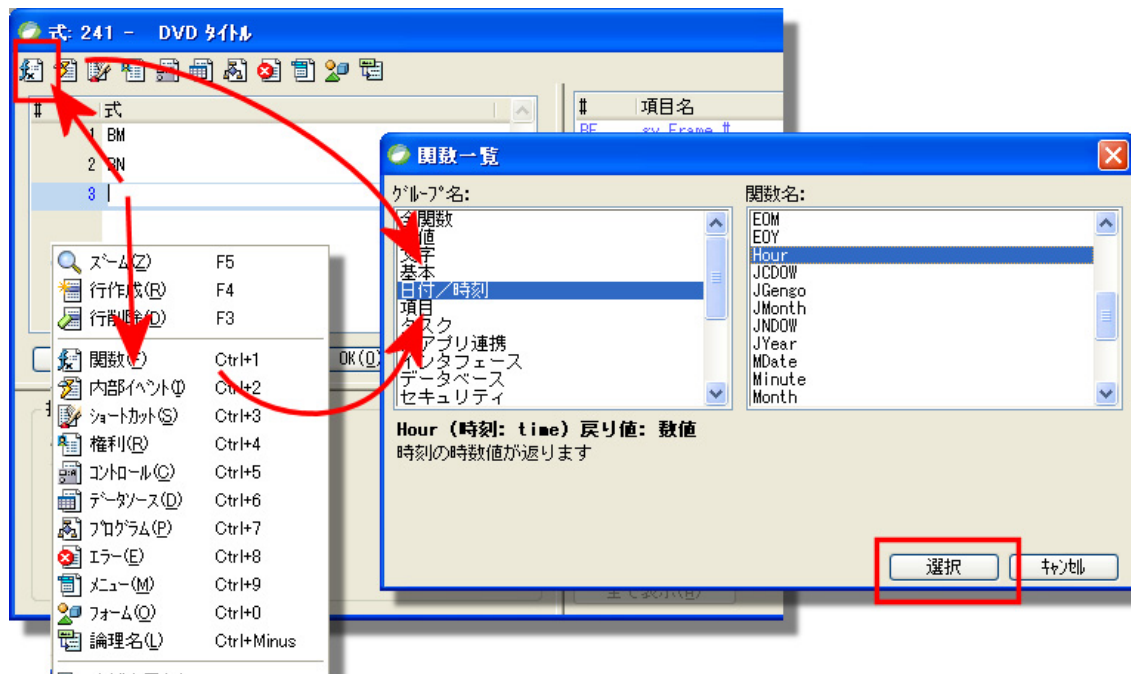 式: 241 - DVD ﾀｲﾄﾙ
# 式
1 BM
2 BN
3
# 項目名
ｽﾞｰﾑ(Z) F5
行作成(R) F4
行削除(D) F3
関数(F) Ctrl+1
内部ｲﾍﾞﾝﾄ(I) Ctrl+2
ｼｮｰﾄｶｯﾄ(S) Ctrl+3
権利(R) Ctrl+4
ｺﾝﾄﾛｰﾙ(C) Ctrl+5
ﾃﾞｰﾀｿｰｽ(D) Ctrl+6
ﾌﾟﾛｸﾞﾗﾑ(P) Ctrl+7
ｴﾗｰ(E) Ctrl+8
ﾒﾆｭｰ(M) Ctrl+9
ﾌｫｰﾑ(O) Ctrl+0
論理名(L) Ctrl+Minus
OK(O)
関数一覧
ｸﾞﾙｰﾌﾟ名:
全関数
数値
文字
基本
日付／時刻
項目
タスク
アプリ連携
インタフェース
データベース
セキュリティ
関数名:
EOM
EOY
Hour
JCDOW
JGengo
JMonth
JNDOW
JYear
MDate
Minute
Month
Hour (時刻: time) 戻り値: 数値
時刻の時数値が返ります
選択
ｷｬﾝｾﾙ
全て表示(A)